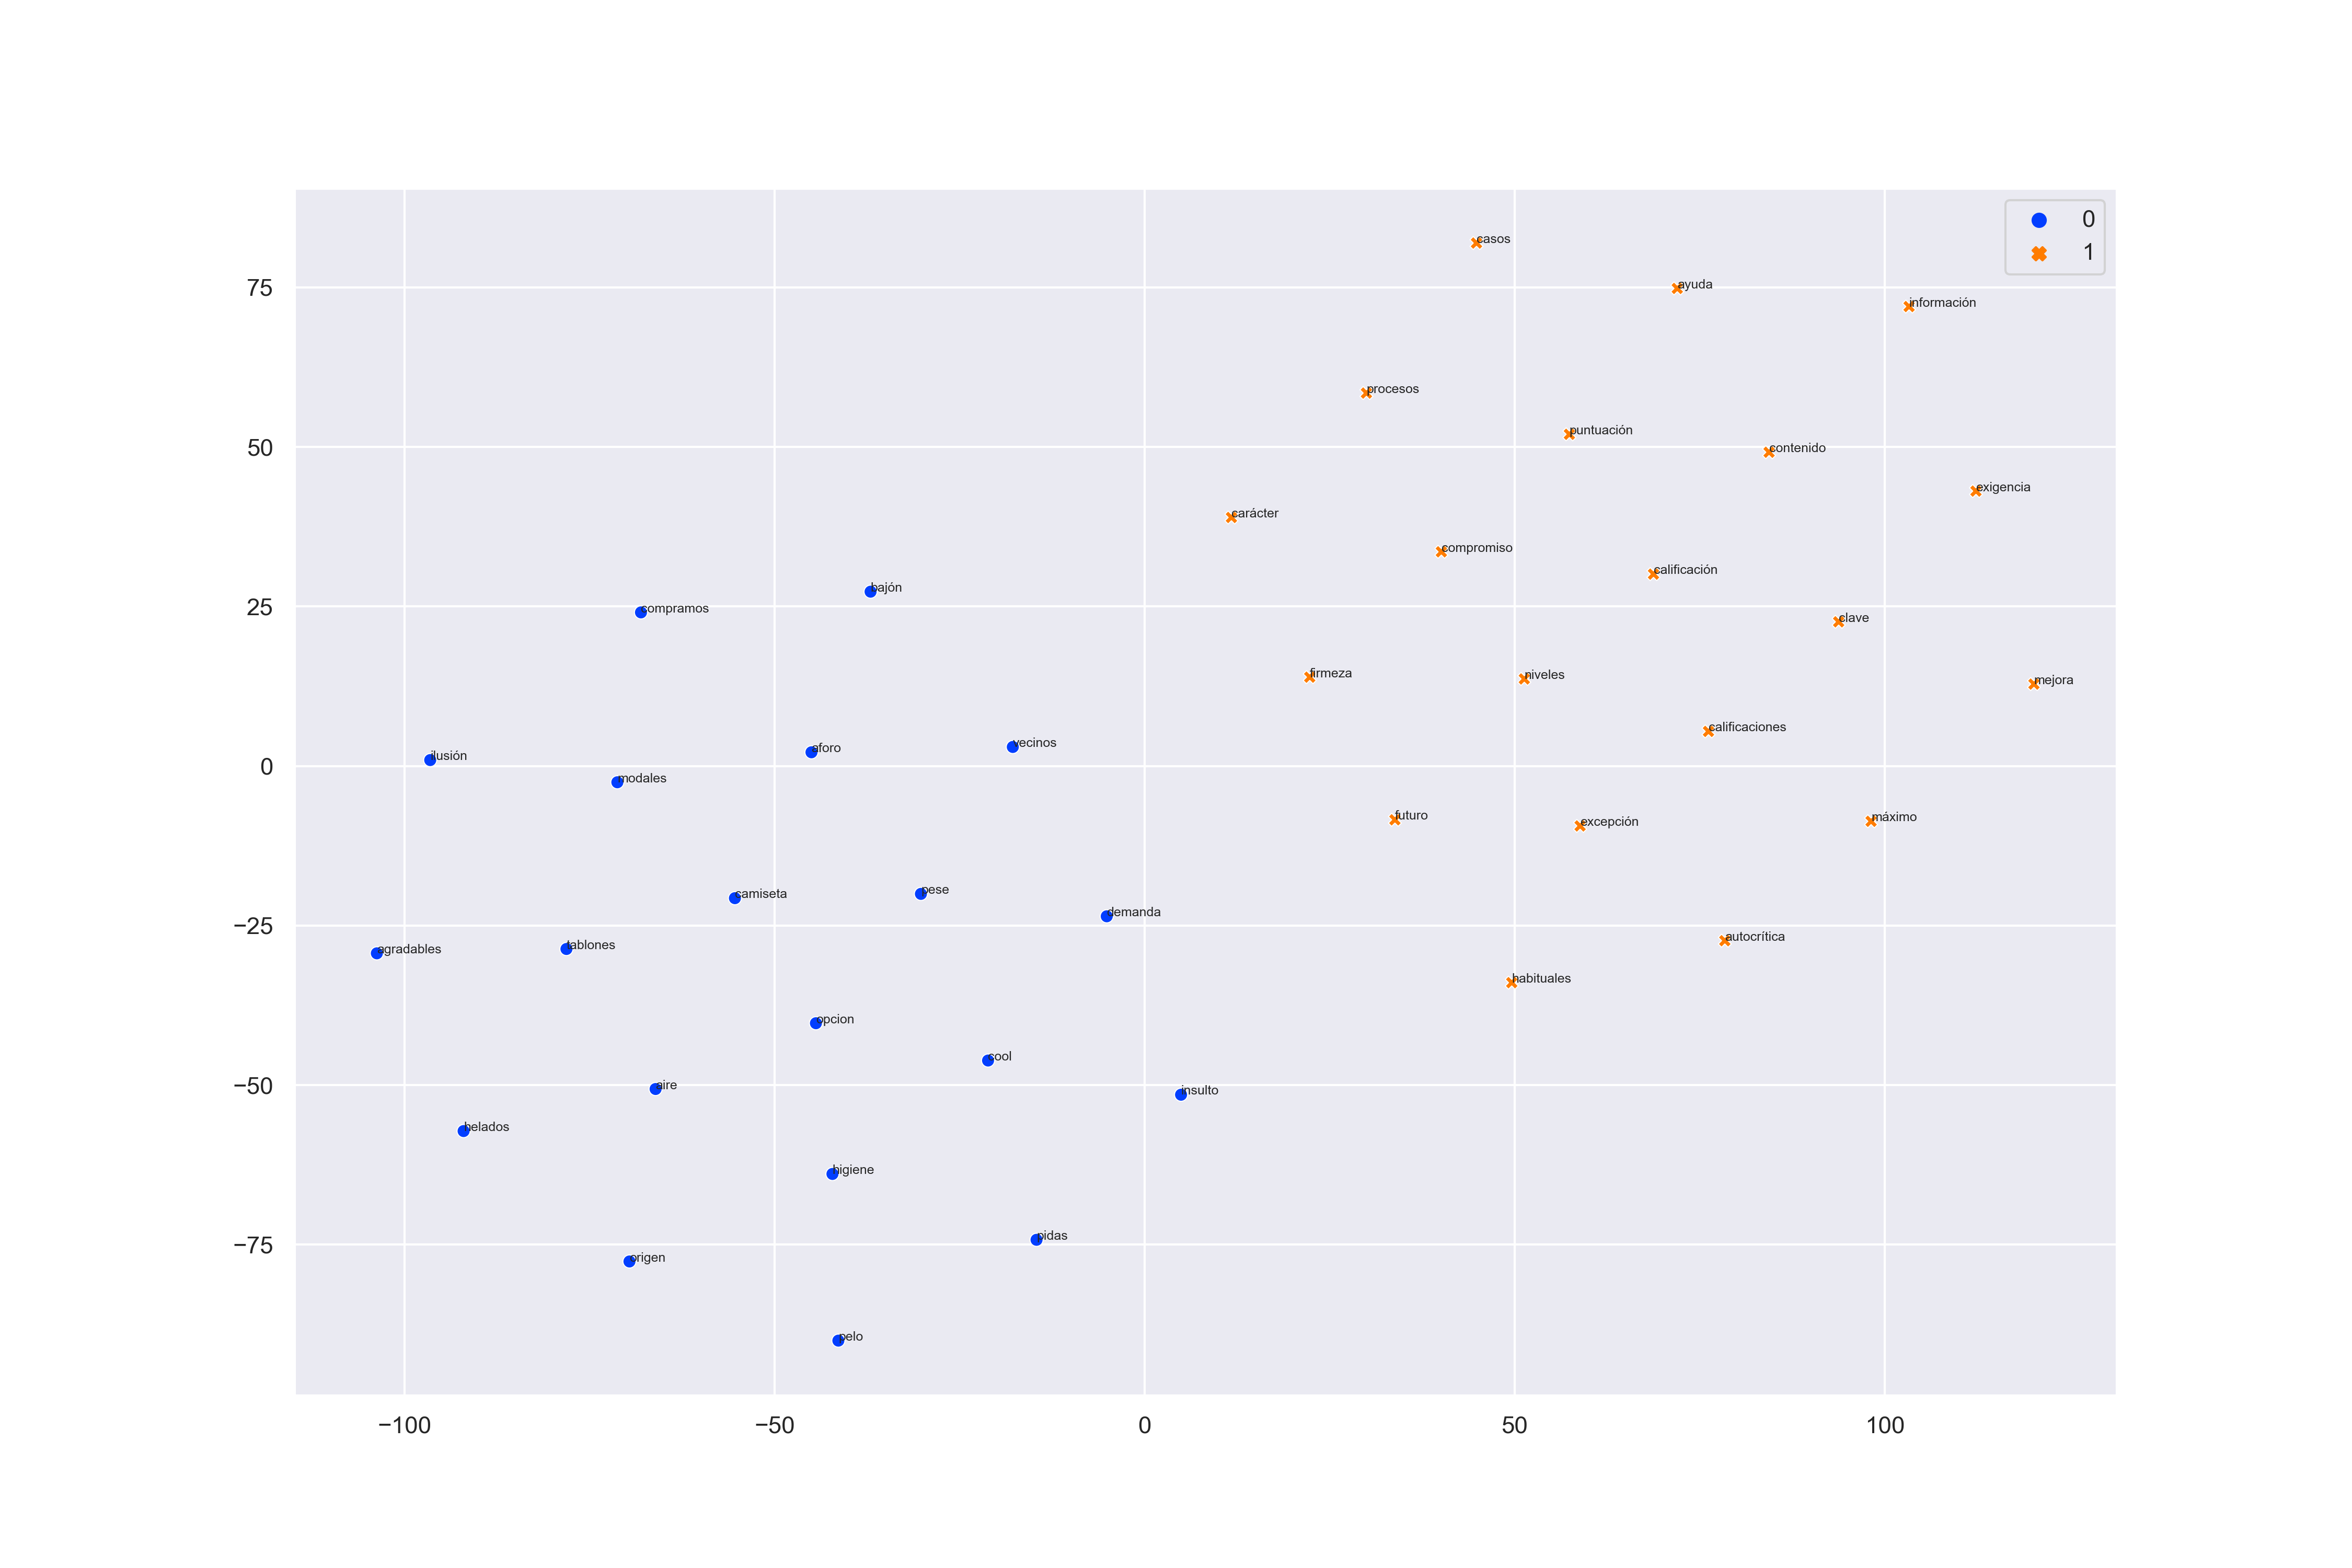 0
casos
1
ayuda
75
información
procesos
puntuación
50
contenido
exigencia
carácter
compromiso
calificación
bajón
25
compramos
clave
firmeza
niveles
mejora
calificaciones
vecinos
aforo
ilusión
0
modales
futuro
máximo
excepción
pese
camiseta
demanda
−25
autocrítica
tablones
agradables
habituales
opcion
cool
−50
aire
insulto
helados
higiene
pidas
−75
origen
pelo
−100
−50
0
50
100